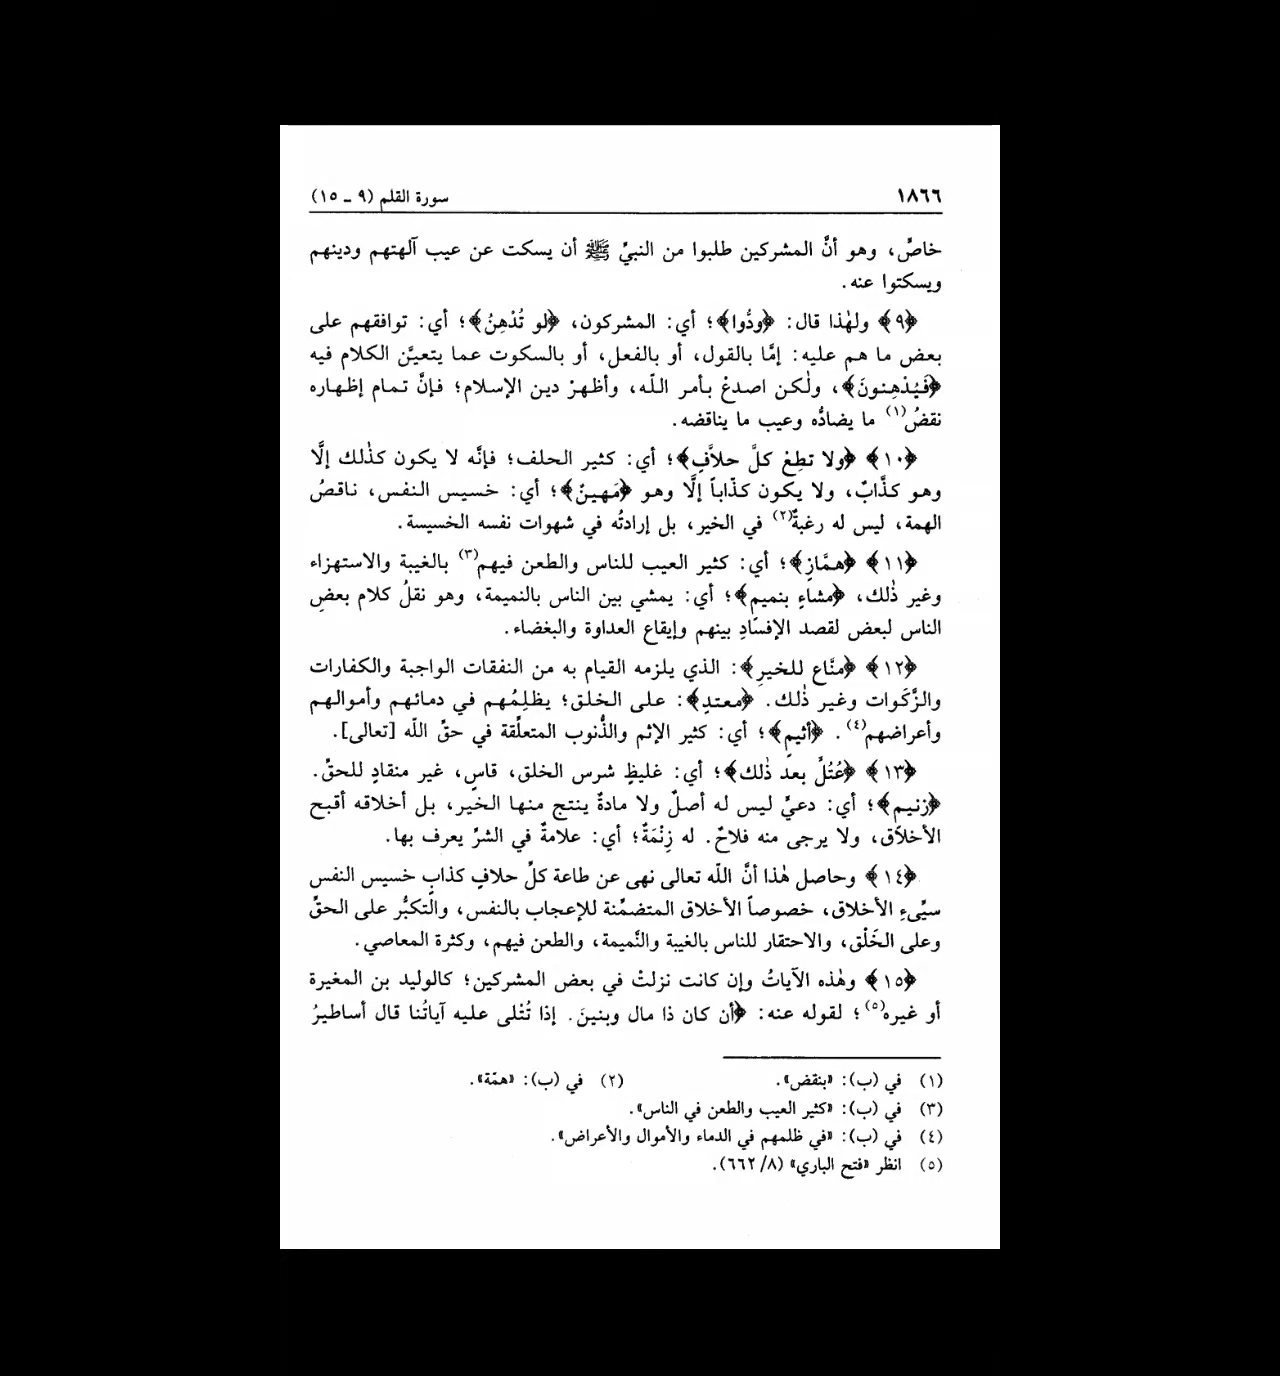 ١٨٦٦ سورة القلم (٩ ـ ١٥)
خاصٍّ، وهو أنَّ المشركين طلبوا من النبيِّ ﷺ أن يسكت عن عيب آلهتهم ودينهم
ويسكتوا عنه.
﴿٩﴾ ولهٰذا قال: ﴿ودُّوا﴾؛ أي: المشركون، ﴿لو تُدْهِنُ﴾؛ أي: توافقهم على
بعض ما هم عليه: إمَّا بالقول، أو بالفعل، أو بالسكوت عما يتعيَّن الكلام فيه
﴿فَيُدْهِنونَ﴾، ولٰكن اصدعْ بأمر اللّه، وأظهرْ دين الإسلام؛ فإنَّ تمام إظهاره
نقضُ(١) ما يضادُّه وعيب ما يناقضه.
﴿١٠﴾ ﴿ولا تطِعْ كلَّ حلاَّفٍ﴾؛ أي: كثير الحلف؛ فإنَّه لا يكون كذٰلك إلَّا
وهو كذَّابٌ، ولا يكون كذّاباً إلَّا وهو ﴿مَهينٌ﴾؛ أي: خسيس النفس، ناقصُ
الهمة، ليس له رغبةٌ(٢) في الخير، بل إرادتُه في شهوات نفسه الخسيسة.
﴿١١﴾ ﴿همَّازٍ﴾؛ أي: كثير العيب للناس والطعن فيهم(٣) بالغيبة والاستهزاء
وغير ذٰلك، ﴿مشاءٍ بنميمٍ﴾؛ أي: يمشي بين الناس بالنميمة، وهو نقلُ كلام بعضِ
الناس لبعض لقصد الإفسادِ بينهم وإيقاع العداوة والبغضاء.
﴿١٢﴾ ﴿منَّاع للخيرِ﴾: الذي يلزمه القيام به من النفقات الواجبة والكفارات
والزَّكَوات وغير ذٰلك. ﴿معتدٍ﴾: على الخلق؛ يظلِمُهم في دمائهم وأموالهم
وأعراضهم(٤). ﴿أثيمٍ﴾؛ أي: كثير الإثم والذُّنوب المتعلِّقة في حقِّ اللّه [تعالى].
﴿١٣﴾ ﴿عُتُلٍّ بعد ذٰلك﴾؛ أي: غليظٍ شرس الخلق، قاسٍ، غير منقادٍ للحقِّ.
﴿زنيمٍ﴾؛ أي: دعيٍّ ليس له أصلٌ ولا مادةٌ ينتج منها الخير، بل أخلاقه أقبح
الأخلاق، ولا يرجى منه فلاحٌ. له زِنْمَةٌ؛ أي: علامةٌ في الشرِّ يعرف بها.
﴿١٤﴾ وحاصل هٰذا أنَّ اللّه تعالى نهى عن طاعة كلِّ حلافٍ كذابٍ خسيس النفس
سيِّىءِ الأخلاق، خصوصاً الأخلاق المتضمِّنة للإعجاب بالنفس، والتكبُّر على الحقِّ
وعلى الخَلْق، والاحتقار للناس بالغيبة والنَّميمة، والطعن فيهم، وكثرة المعاصي.
﴿١٥﴾ وهٰذه الآياتُ وإن كانت نزلتْ في بعض المشركين؛ كالوليد بن المغيرة
أو غيره(٥)؛ لقوله عنه: ﴿أن كان ذا مال وبنينَ. إذا تُتْلى عليه آياتُنا قال أساطيرُ
(١) في (ب): «بنقض». (٢) في (ب): «همّة».
(٣) في (ب): «كثير العيب والطعن في الناس».
(٤) في (ب): «في ظلمهم في الدماء والأموال والأعراض».
(٥) انظر «فتح الباري» (٨/ ٦٦٢).